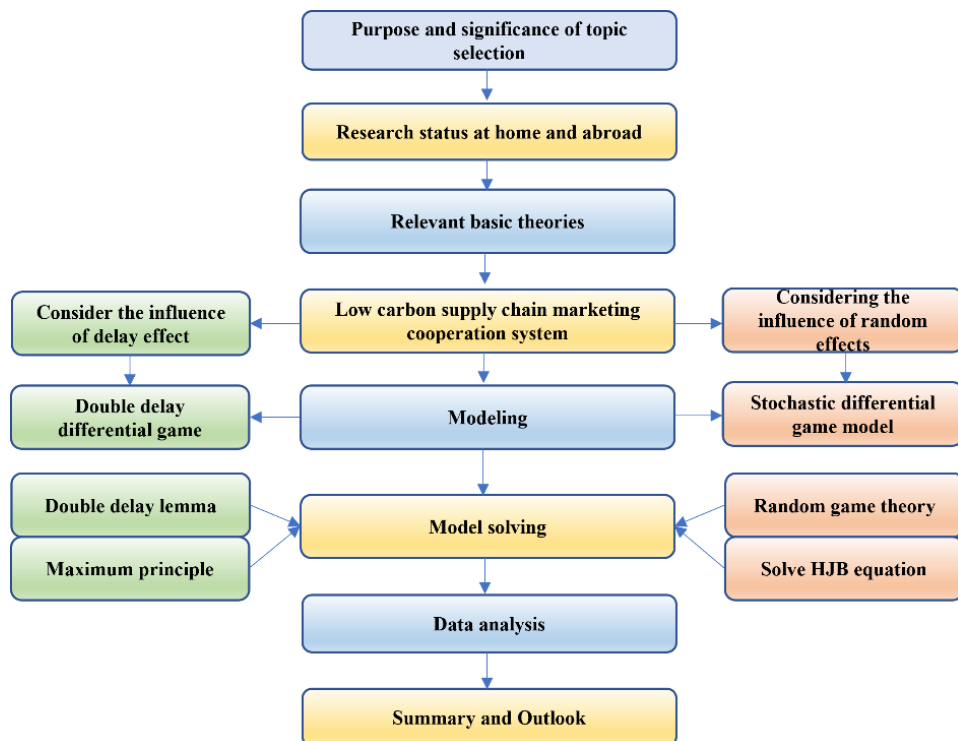 Purpose and significance of topic
selection
Research status at home and abroad
Relevant basic theories
Consider the influence
of delay effect
Low carbon supply chain marketing
cooperation system
Considering the
influence of random
effects
Double delay
differential game
Modeling
Stochastic differential
game model
Double delay lemma
Maximum principle
Model solving
Random game theory
Solve HJB equation
Data analysis
Summary and Outlook